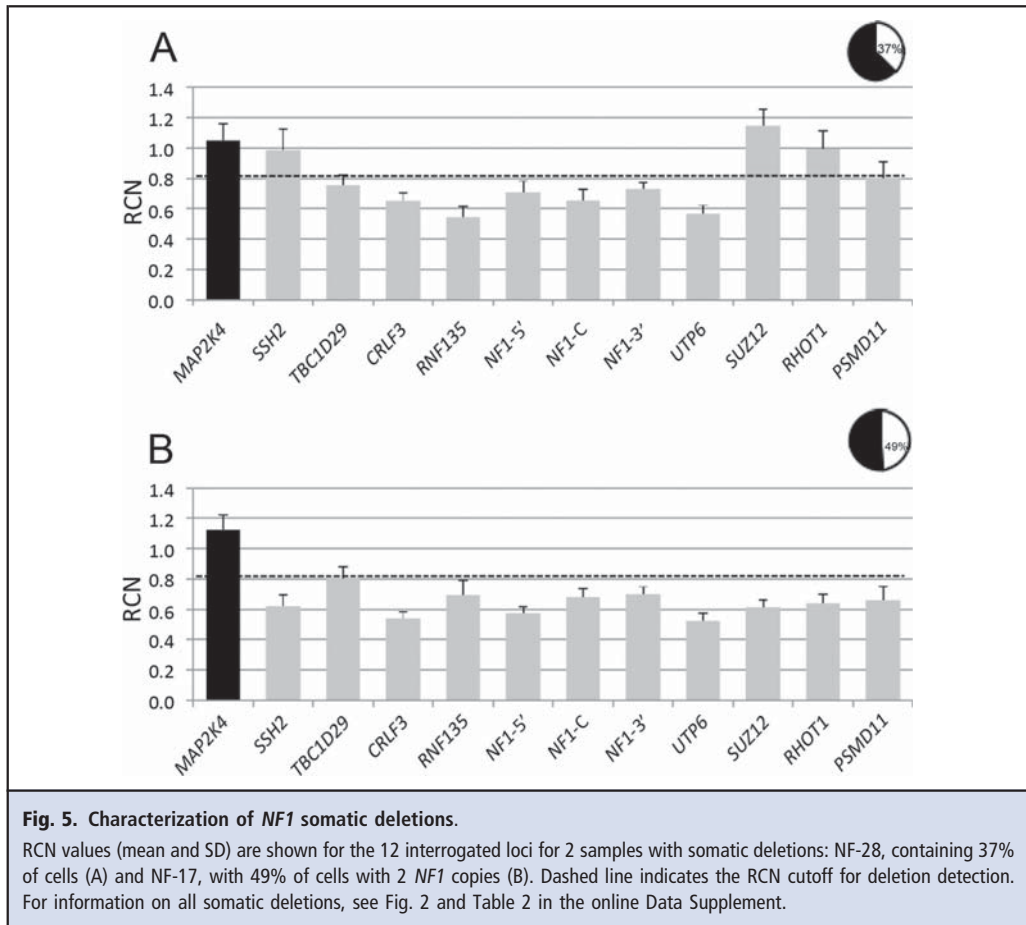 A
37%
1.4
1.2
1.0
0.8
0.6
0.4
0.2
0.0
RCN
MAP2K4
SSH2
TBC1D29
CRLF3
RNF135
NF1-5'
NF1-C
NF1-3'
UTP6
SUZ12
RHOT1
PSMD11
B
49%
1.4
1.2
1.0
0.8
0.6
0.4
0.2
0.0
RCN
MAP2K4
SSH2
TBC1D29
CRLF3
RNF135
NF1-5'
NF1-C
NF1-3'
UTP6
SUZ12
RHOT1
PSMD11
Fig. 5. Characterization of NF1 somatic deletions.
RCN values (mean and SD) are shown for the 12 interrogated loci for 2 samples with somatic deletions: NF-28, containing 37%
of cells (A) and NF-17, with 49% of cells with 2 NF1 copies (B). Dashed line indicates the RCN cutoff for deletion detection.
For information on all somatic deletions, see Fig. 2 and Table 2 in the online Data Supplement.